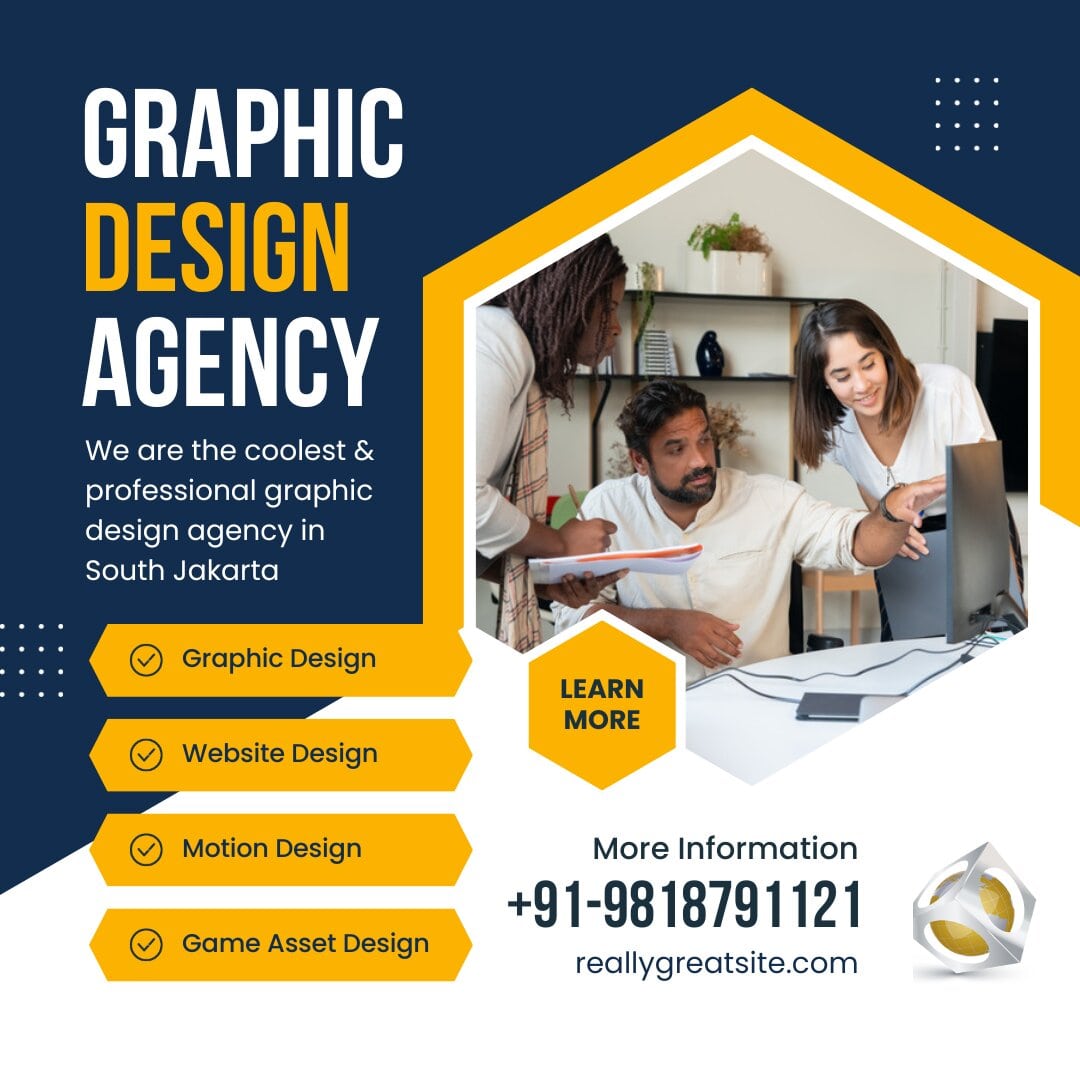 GRAPHIC
DESIGN
AGENCY
We are the coolest &
professional graphic
design agency in
South Jakarta
Graphic Design
Website Design
Motion Design
Game Asset Design
LEARN
MORE
More Information
+91-9818791121
reallygreatsite.com